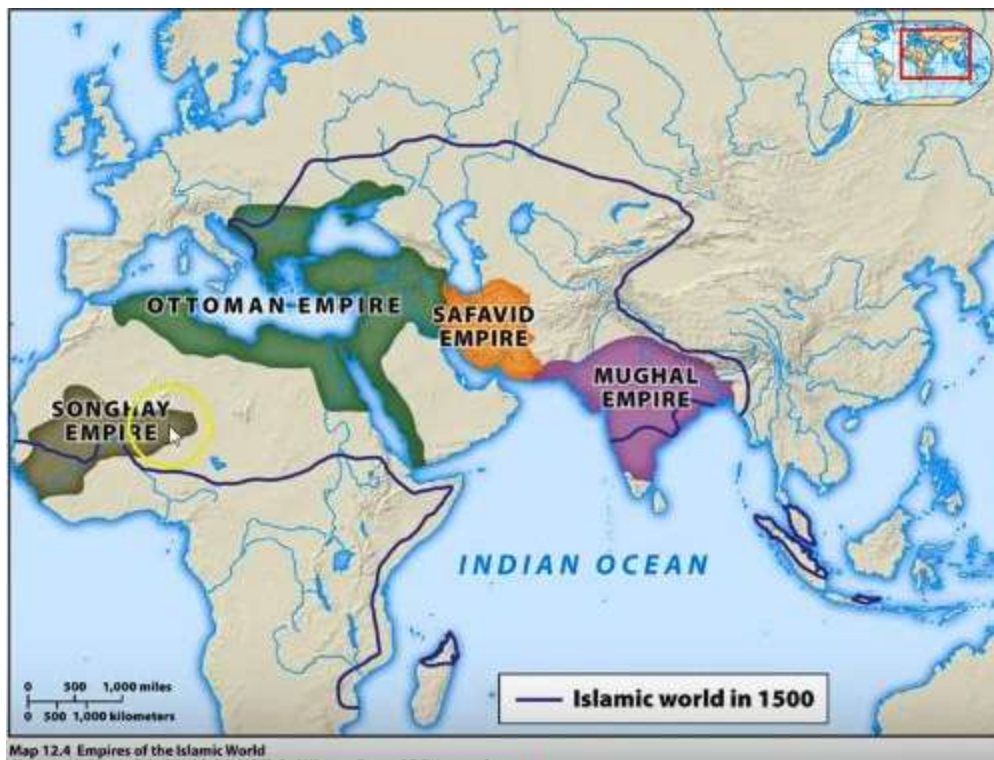 OTTOMAN EMPIRE
SAFAVID
EMPIRE
MUGHAL
EMPIRE
SONGHAY
EMPIRE
INDIAN OCEAN
0 500 1,000 miles
0 500 1,000 kilometers
Islamic world in 1500
Map 12.4 Empires of the Islamic World